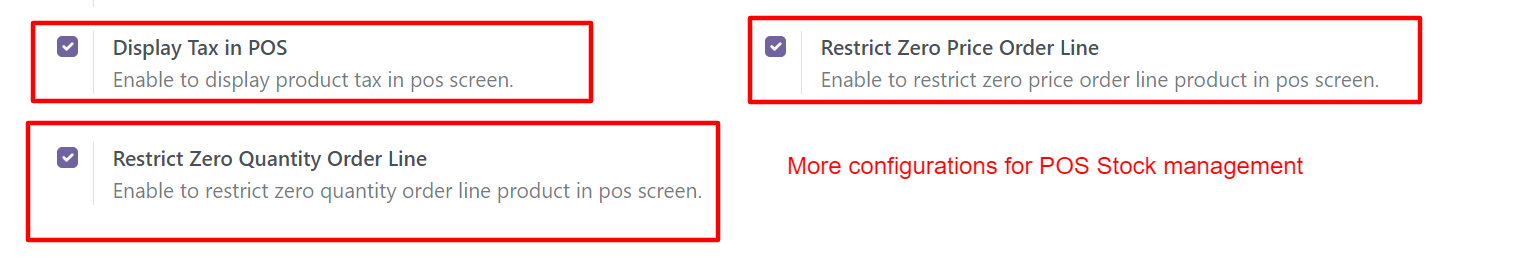 Display Tax in POS
Enable to display product tax in pos screen.
Restrict Zero Price Order Line
Enable to restrict zero price order line product in pos screen.
Restrict Zero Quantity Order Line
Enable to restrict zero quantity order line product in pos screen.
More configurations for POS Stock management